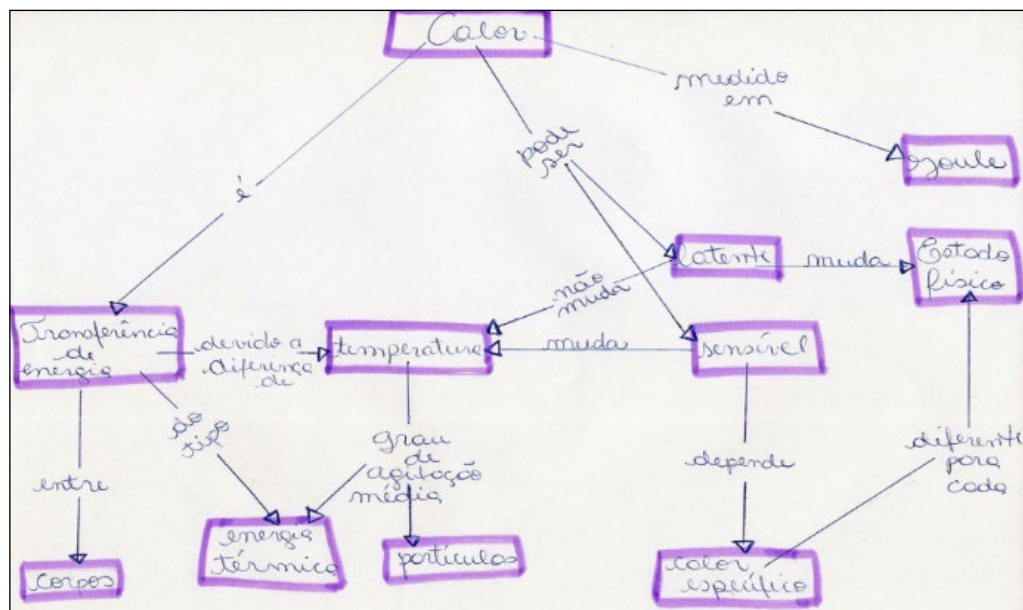 Calor
medido
em
pode
ser
joule
é
latente
muda
Estado
físico
não
muda
Transferência
de
energia
devido a
diferença
de
temperatura
muda
sensível
do
tipo
grau
de
agitação
média
depende
diferente
para
cada
entre
energia
térmica
partículas
calor
específico
corpos